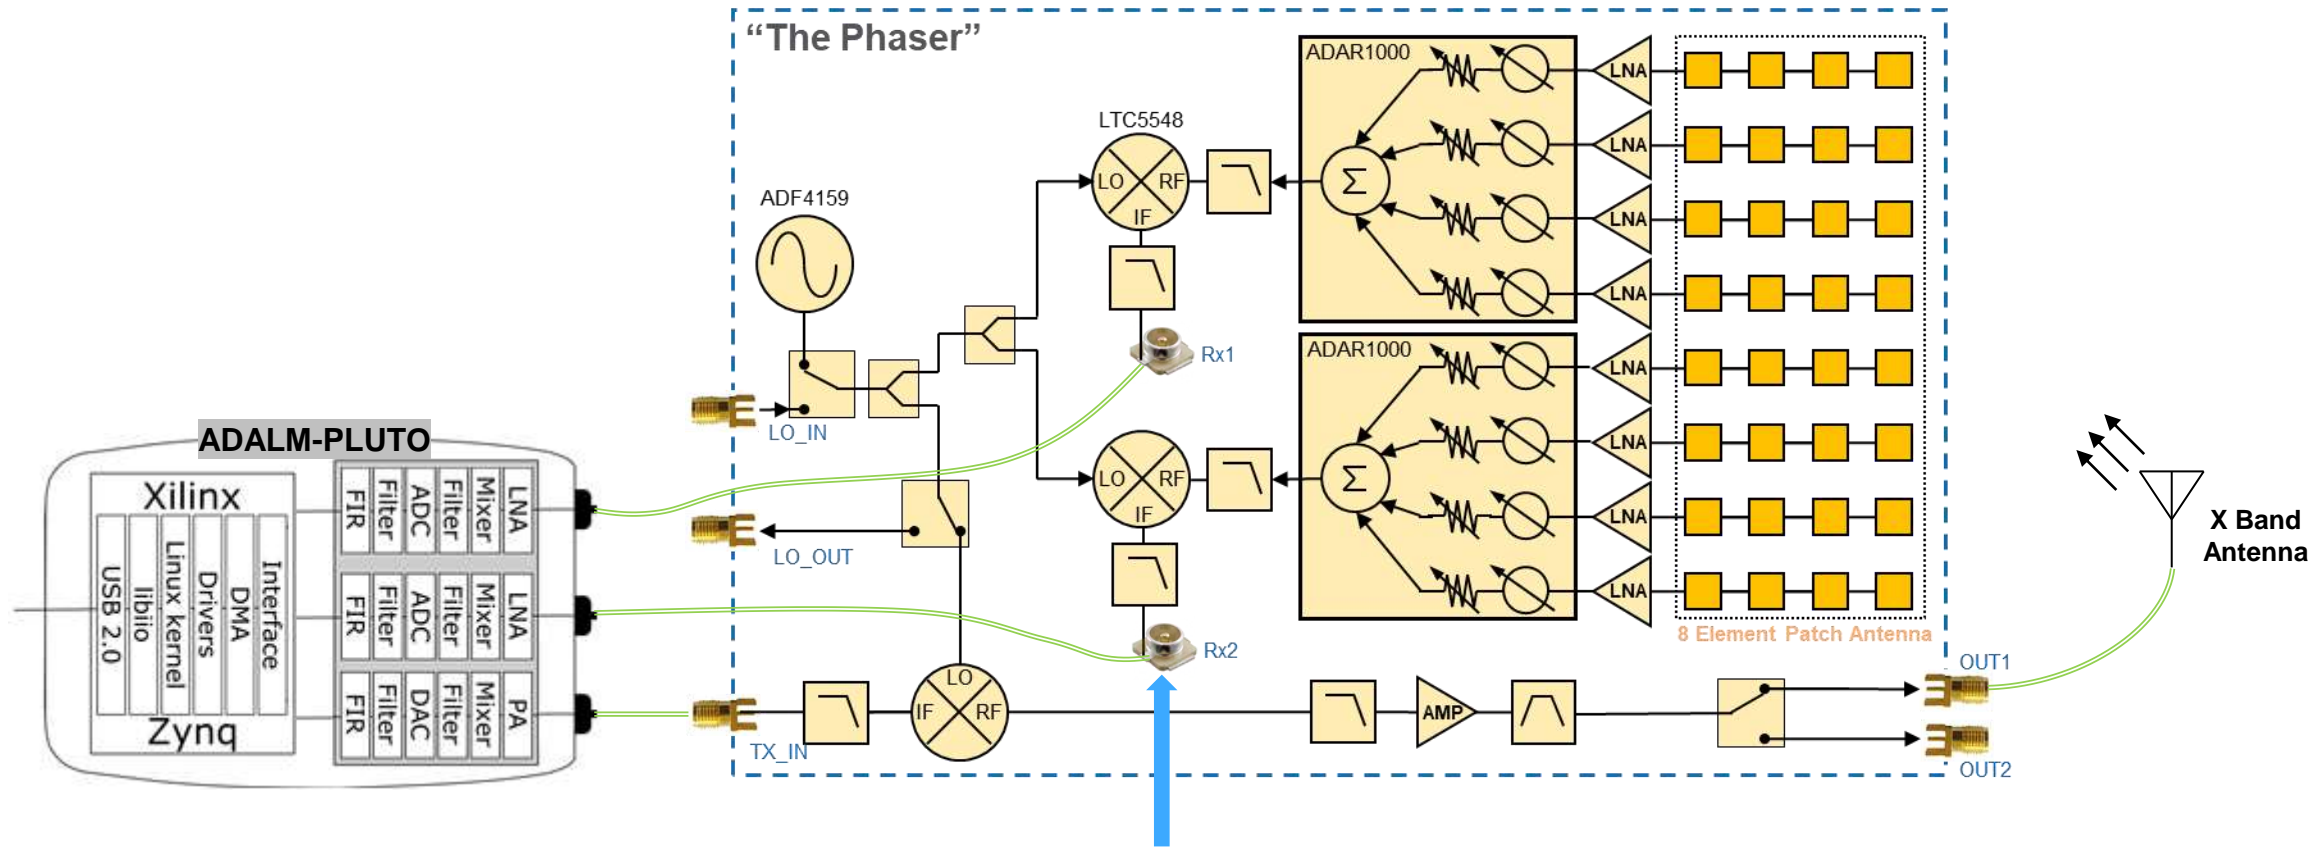 “The Phaser”
ADAR1000
LNA
LNA
LNA
LNA
LTC5548
LO
RF
IF
Σ
ADF4159
Rx1
ADAR1000
LNA
LNA
LNA
LNA
LO
RF
IF
Σ
Rx2
8 Element Patch Antenna
LO_IN
LO_OUT
ADALM-PLUTO
Xilinx
USB 2.0
libiio
Linux kernel
Drivers
DMA
Interface
Zynq
FIR
Filter
ADC
Filter
Mixer
LNA
FIR
Filter
ADC
Filter
Mixer
LNA
FIR
Filter
DAC
Filter
Mixer
PA
TX_IN
LO
IF
RF
AMP
OUT1
OUT2
X Band
Antenna